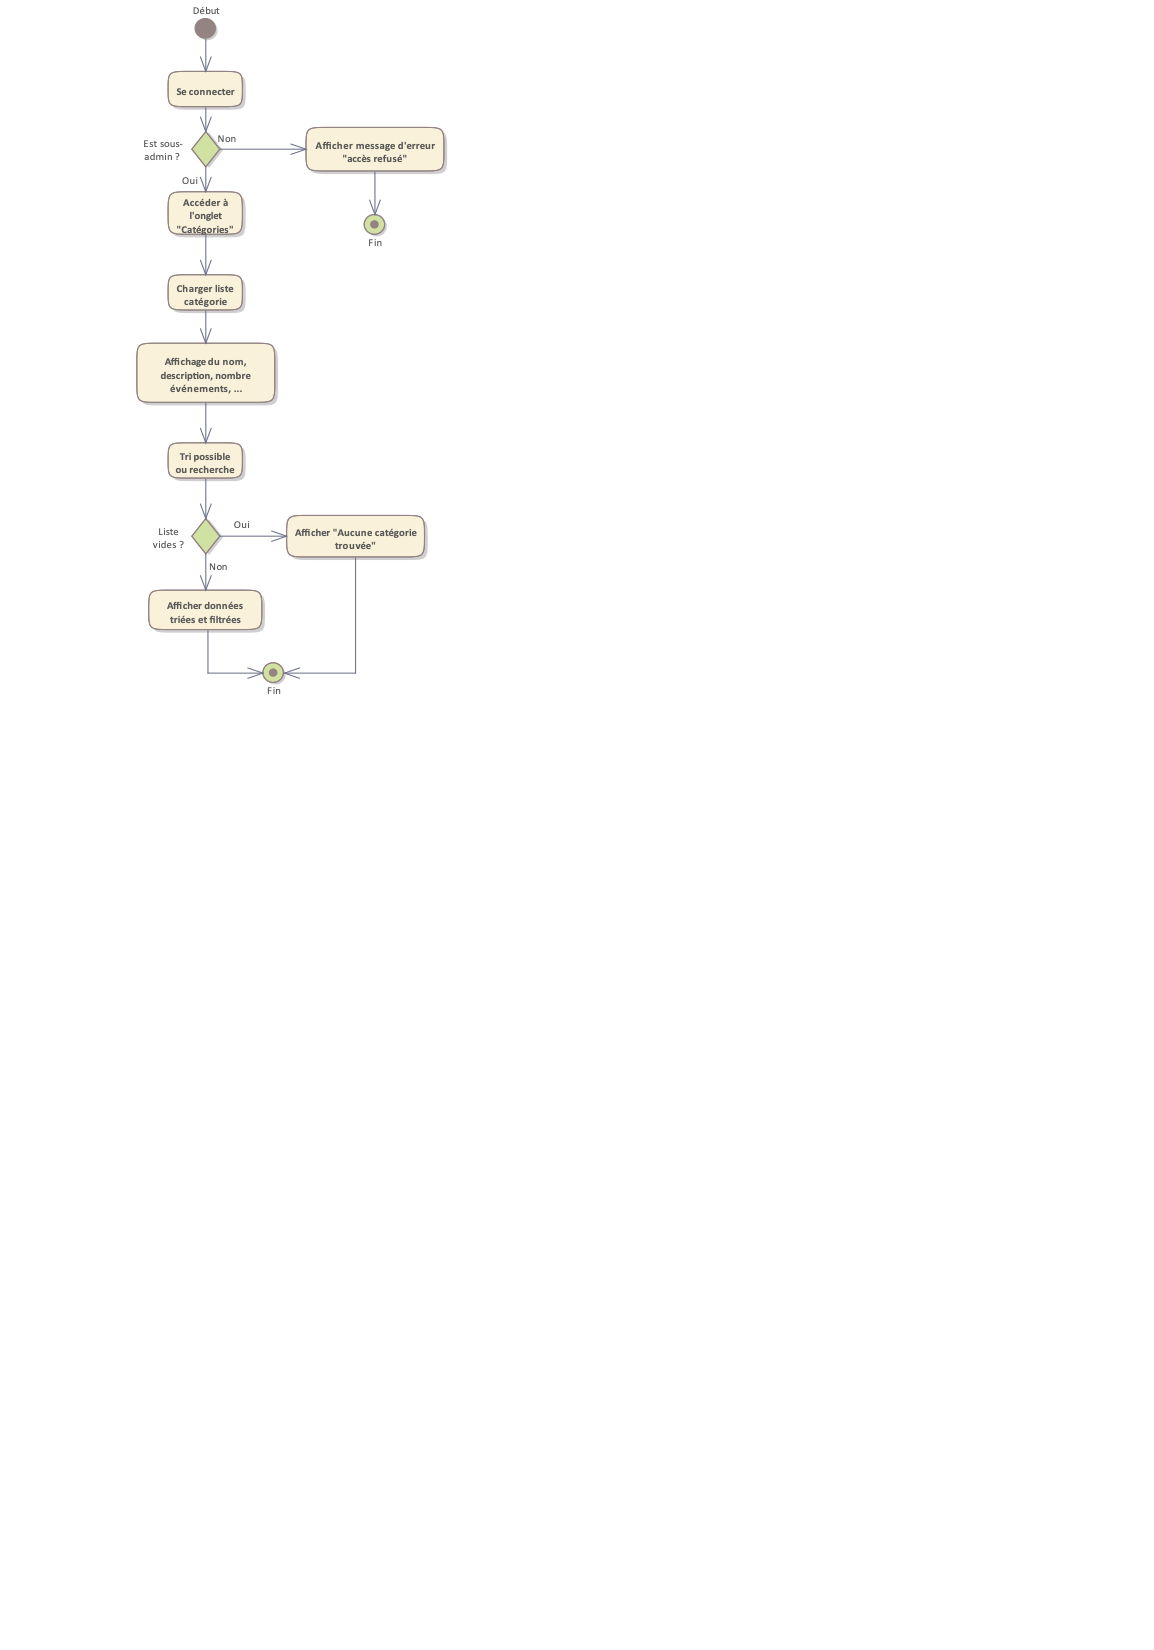 Début
Se connecter
Est sous-
admin ?
Non
Afficher message d'erreur
"accès refusé"
Oui
Accéder à
l'onglet
"Catégories"
Fin
Charger liste
catégorie
Affichage du nom,
description, nombre
événements, ...
Tri possible
ou recherche
Liste
vides ?
Oui
Afficher "Aucune catégorie
trouvée"
Non
Afficher données
triées et filtrées
Fin